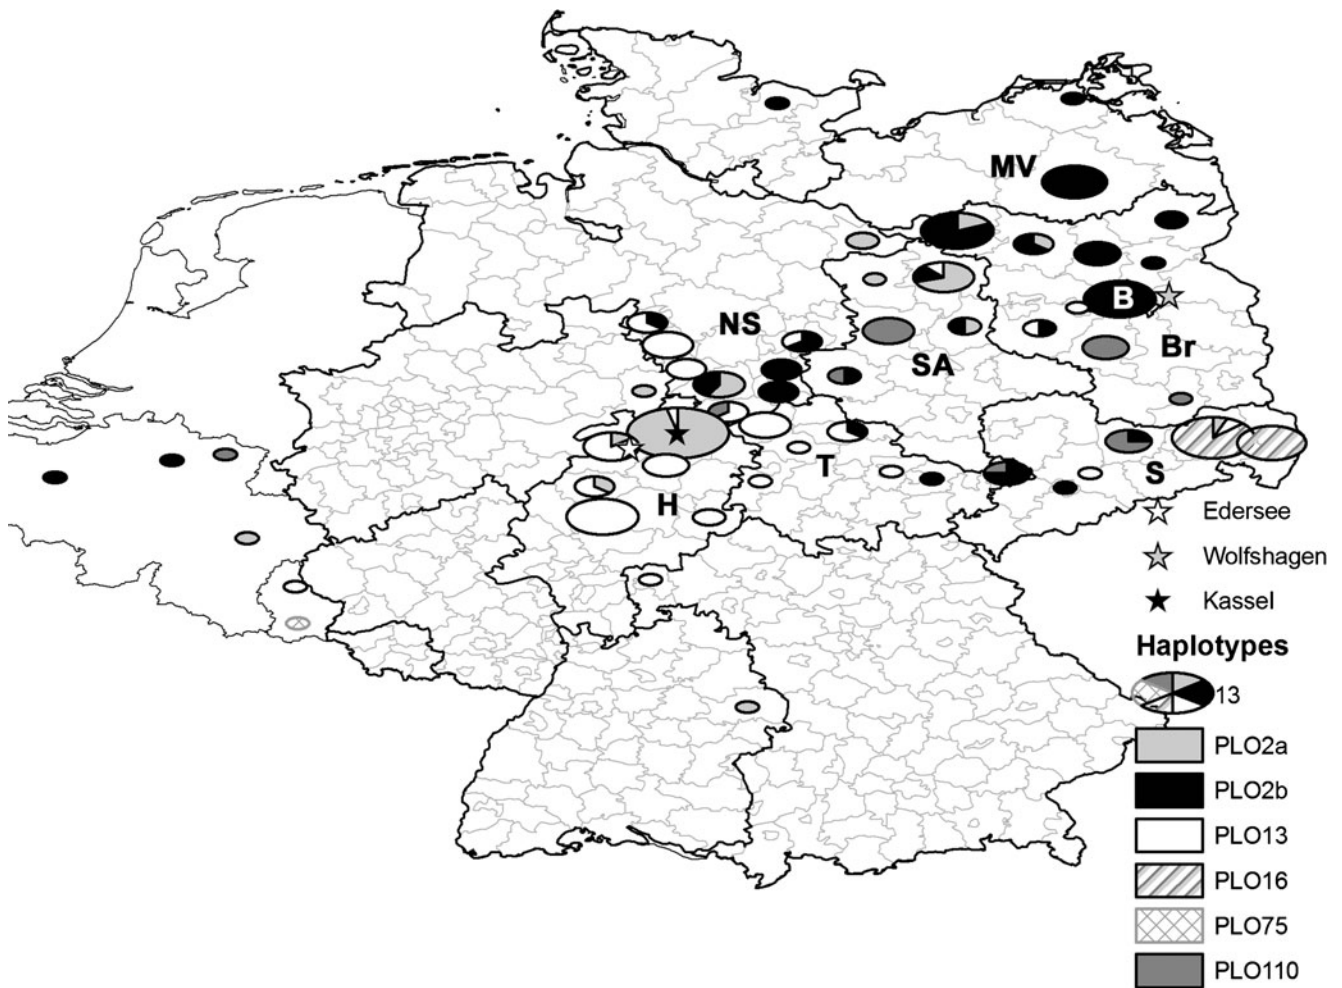 MV
B
NS
Br
SA
T
S
H
Edersee
Wolfshagen
Kassel
Haplotypes
13
PLO2a
PLO2b
PLO13
PLO16
PLO75
PLO110